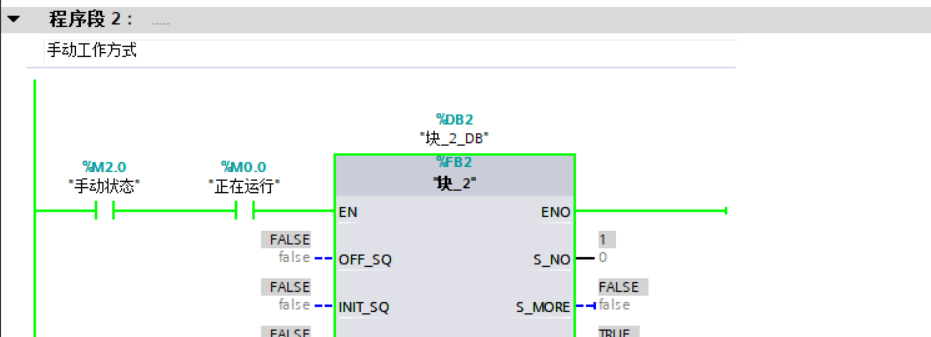 程序段 2： .....
手动工作方式
%DB2
"块_2_DB"
%M2.0 %M0.0 %FB2
"手动状态" "正在运行" "块_2"
EN ENO
FALSE 1
false OFF_SQ S_NO 0
FALSE FALSE
false INIT_SQ S_MORE false
FALSE TRUE